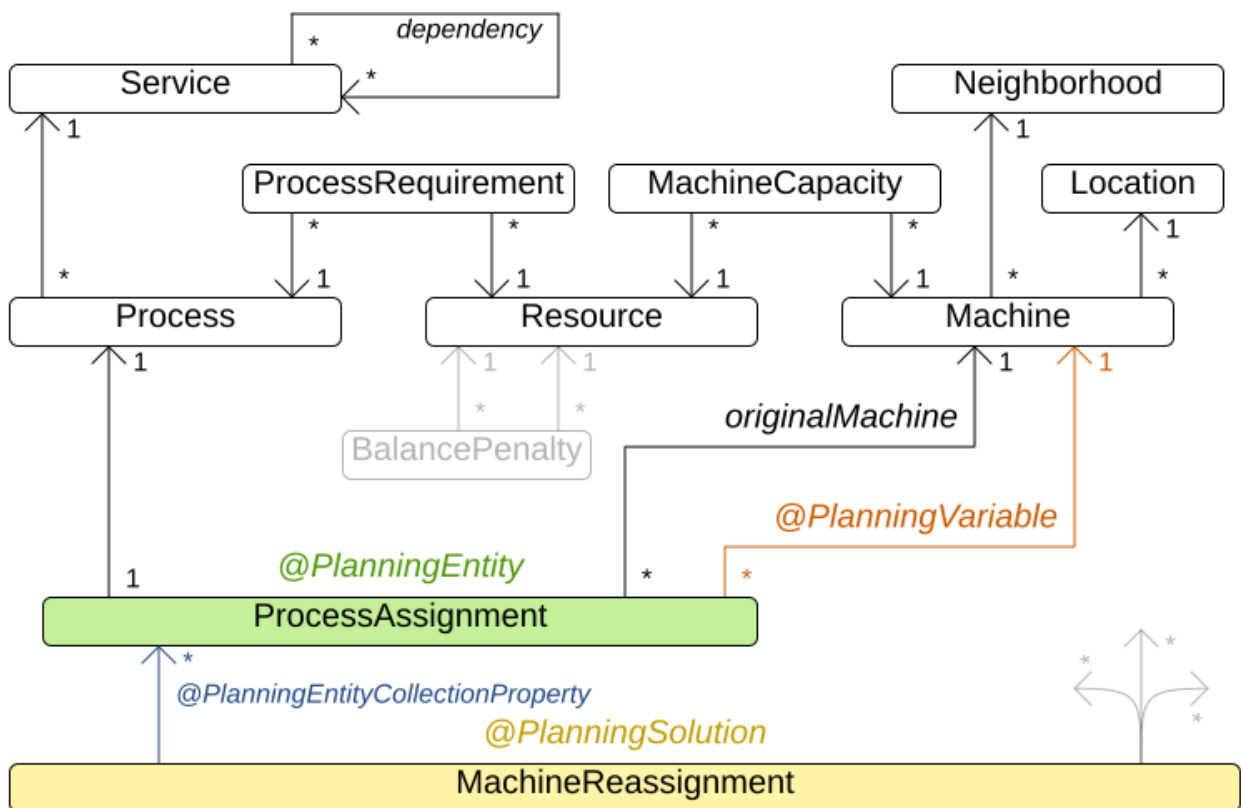 dependency
*
*
Service
Neighborhood
1
1
ProcessRequirement
MachineCapacity
Location
*
*
*
*
1
*
1
1
1
1
*
*
Process
Resource
Machine
1
1
1
1
1
*
*
originalMachine
BalancePenalty
@PlanningVariable
@PlanningEntity
1
*
*
ProcessAssignment
*
*
*
@PlanningEntityCollectionProperty
*
@PlanningSolution
MachineReassignment